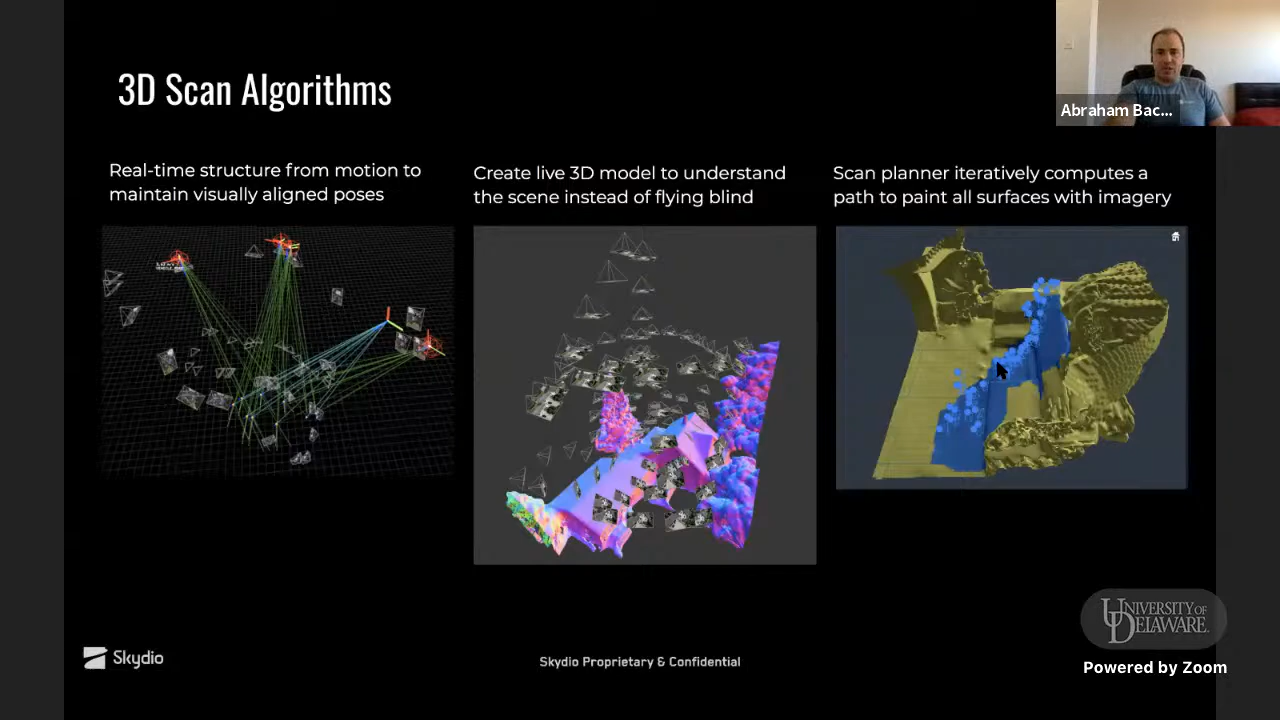 3D Scan Algorithms
Abraham Bac...
Real-time structure from motion to
maintain visually aligned poses
Create live 3D model to understand
the scene instead of flying blind
Scan planner iteratively computes a
path to paint all surfaces with imagery
UNIVERSITY OF
DELAWARE
Skydio
Skydio Proprietary & Confidential
Powered by Zoom